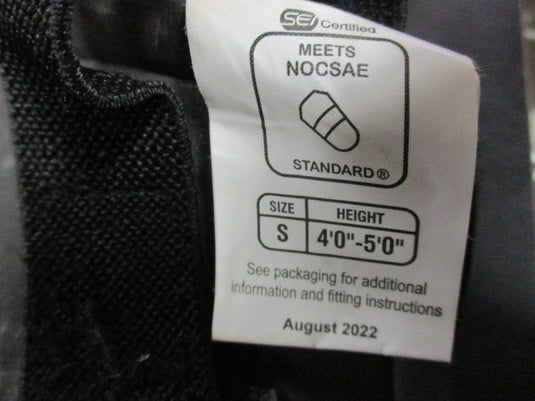 SEI Certified
MEETS
NOCSAE
STANDARD®
SIZE HEIGHT
S 4'0"-5'0"
See packaging for additional
information and fitting instructions
August 2022